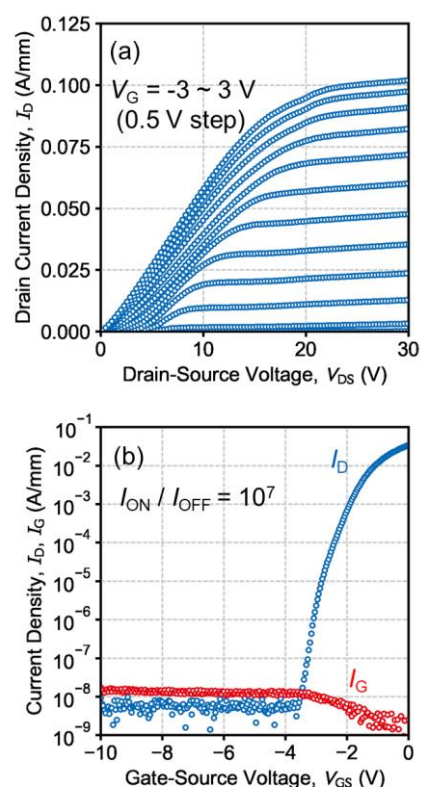 (a)
V_G = -3 ~ 3 V
(0.5 V step)
Drain Current Density, I_D (A/mm)
0.125
0.100
0.075
0.050
0.025
0.000
0 10 20 30
Drain-Source Voltage, V_DS (V)
(b)
I_ON / I_OFF = 10⁷
I_D
I_G
Current Density, I_D, I_G (A/mm)
10⁻¹
10⁻²
10⁻³
10⁻⁴
10⁻⁵
10⁻⁶
10⁻⁷
10⁻⁸
10⁻⁹
−10 −8 −6 −4 −2 0
Gate-Source Voltage, V_GS (V)